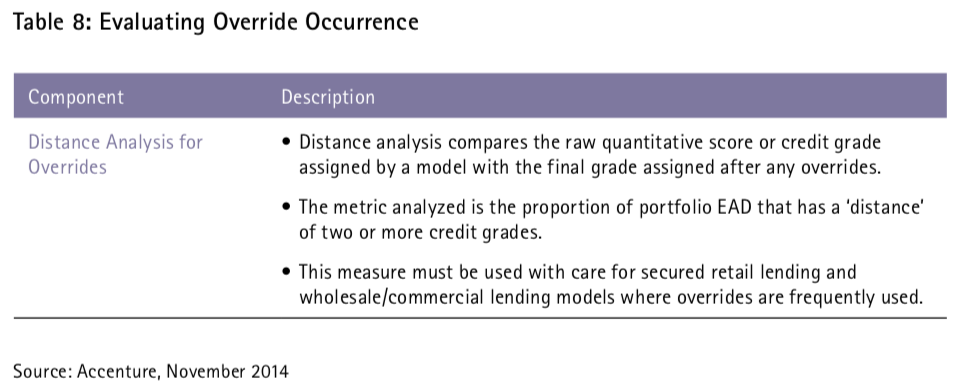 Table 8: Evaluating Override Occurrence
Component Description
Distance Analysis for
Overrides
• Distance analysis compares the raw quantitative score or credit grade
assigned by a model with the final grade assigned after any overrides.
• The metric analyzed is the proportion of portfolio EAD that has a ‘distance’
of two or more credit grades.
• This measure must be used with care for secured retail lending and
wholesale/commercial lending models where overrides are frequently used.
Source: Accenture, November 2014